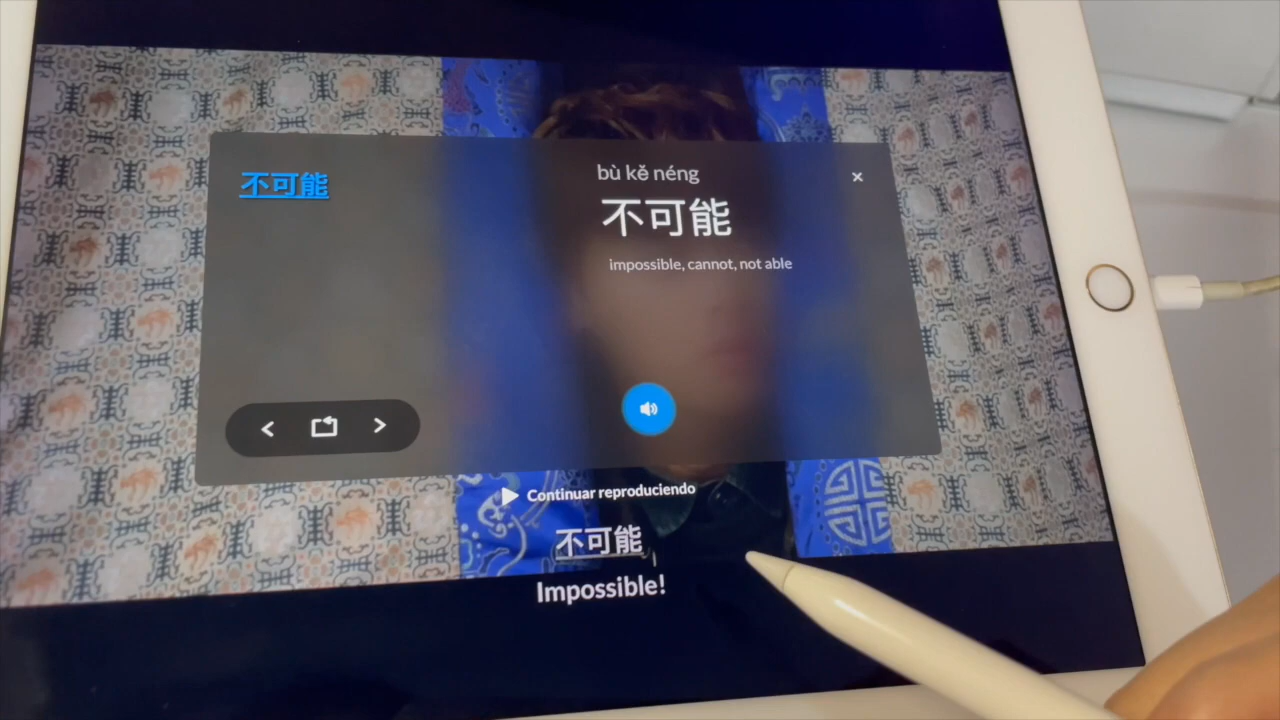 不可能
bù kě néng
不可能
impossible, cannot, not able
Continuar reproduciendo
不可能
Impossible!